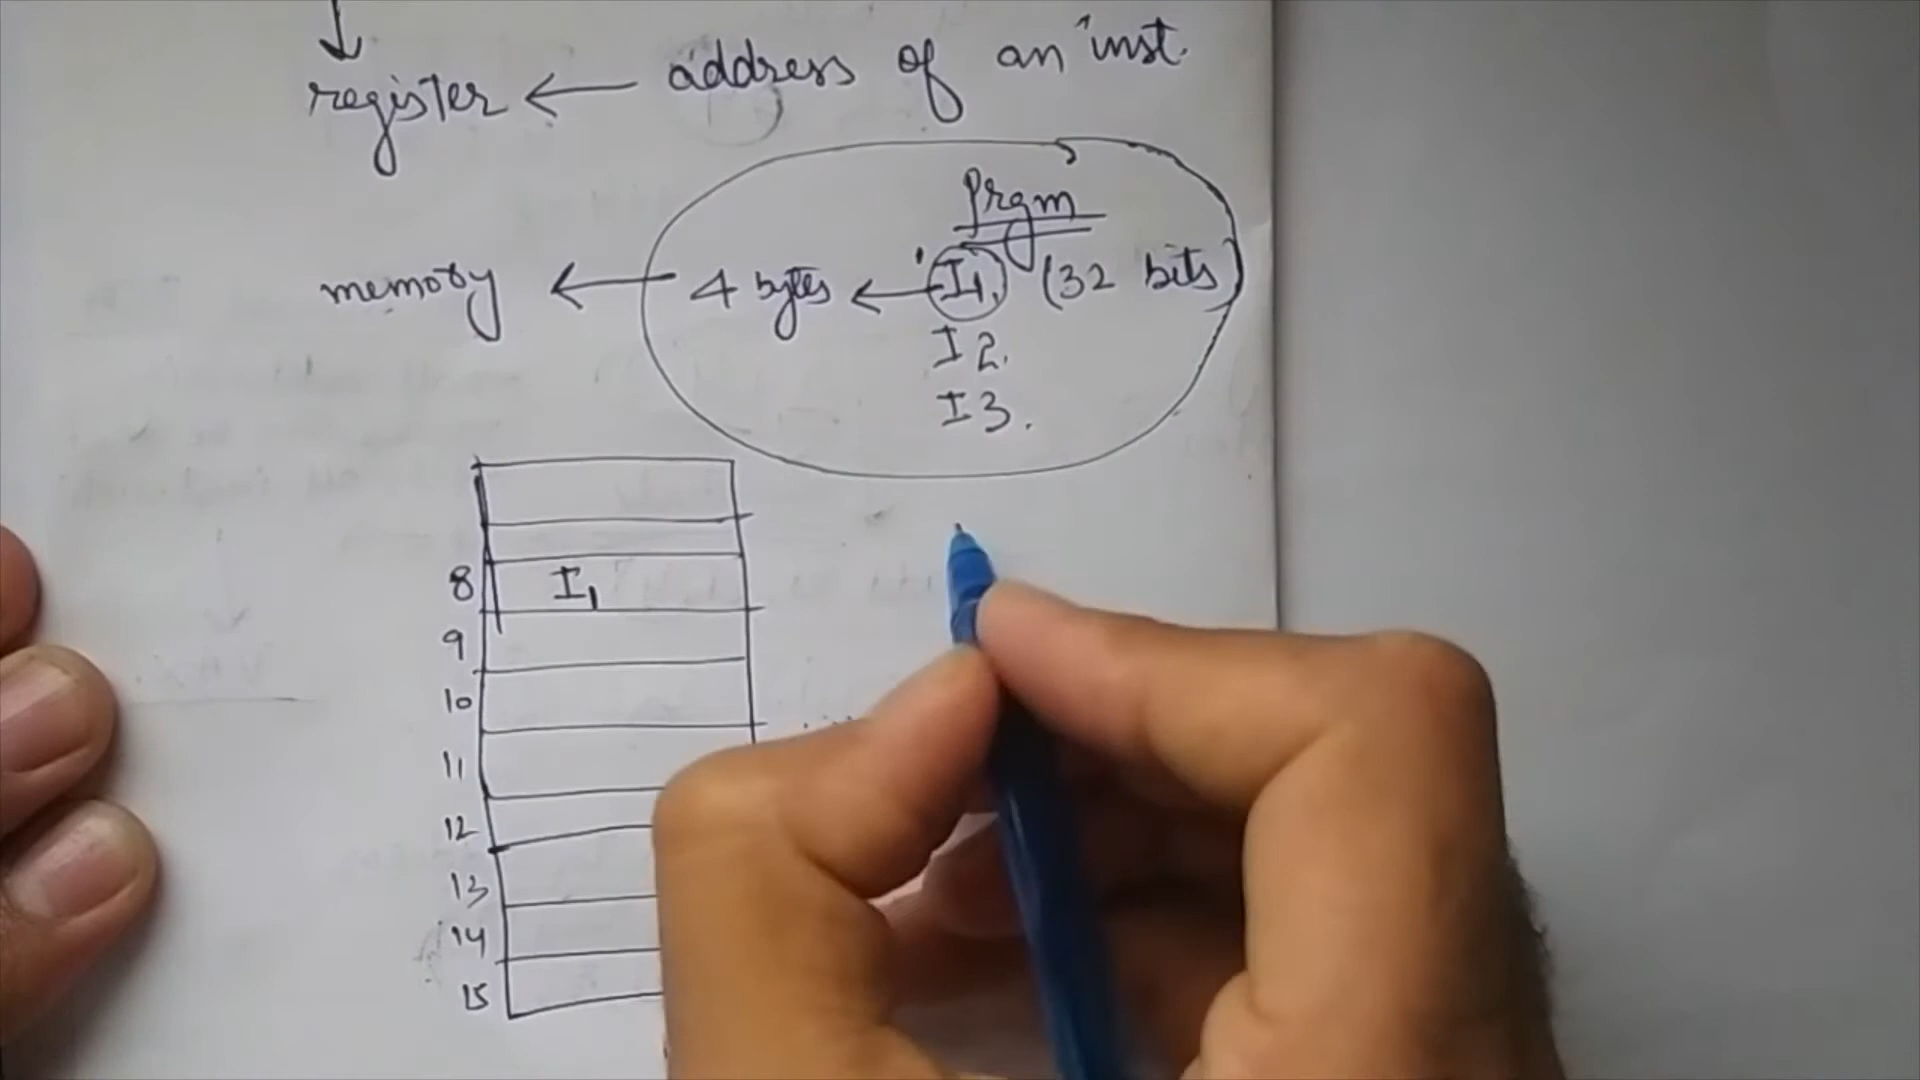 register ← address of an inst.
Prgm
memory ← 4 bytes ← I1. (32 bits)
I2.
I3.
8 I1
9
10
11
12
13
14
15